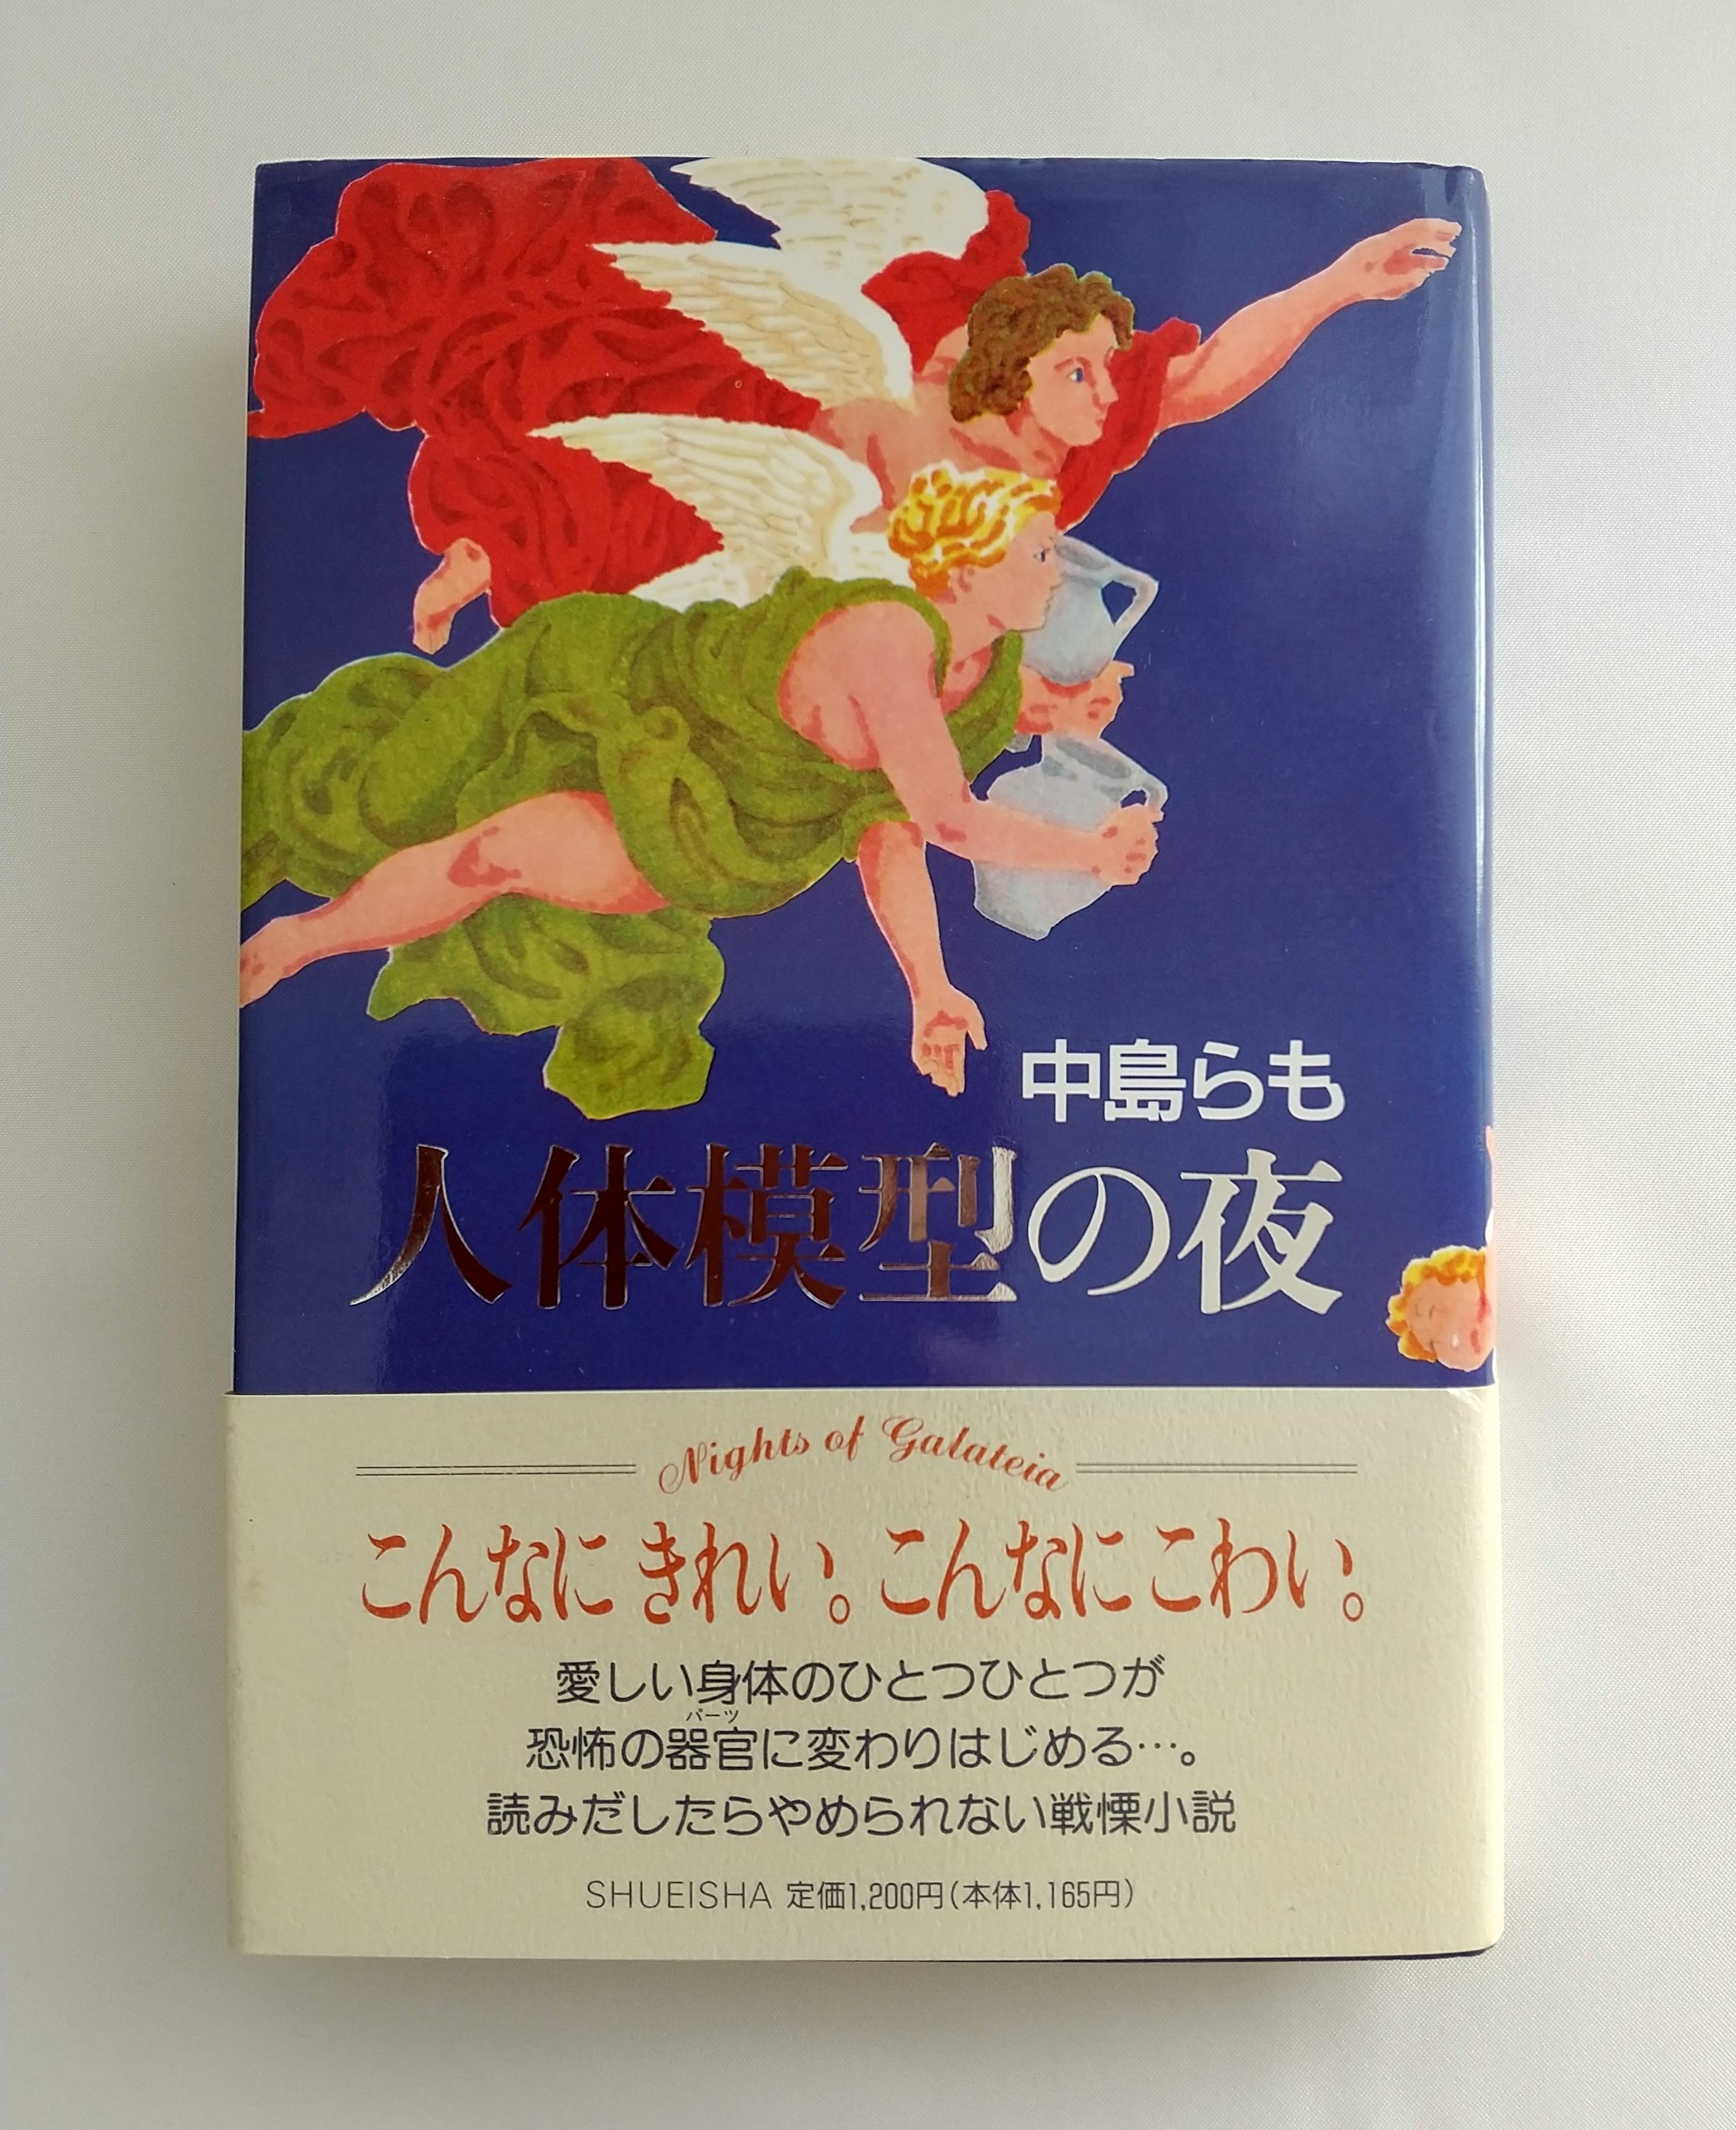 中島らも
人体模型の夜
Nights of Galateia
こんなにきれい。こんなにこわい。
愛しい身体のひとつひとつが
パーツ
恐怖の器官に変わりはじめる…。
読みだしたらやめられない戦慄小説
SHUEISHA 定価1,200円(本体1,165円)